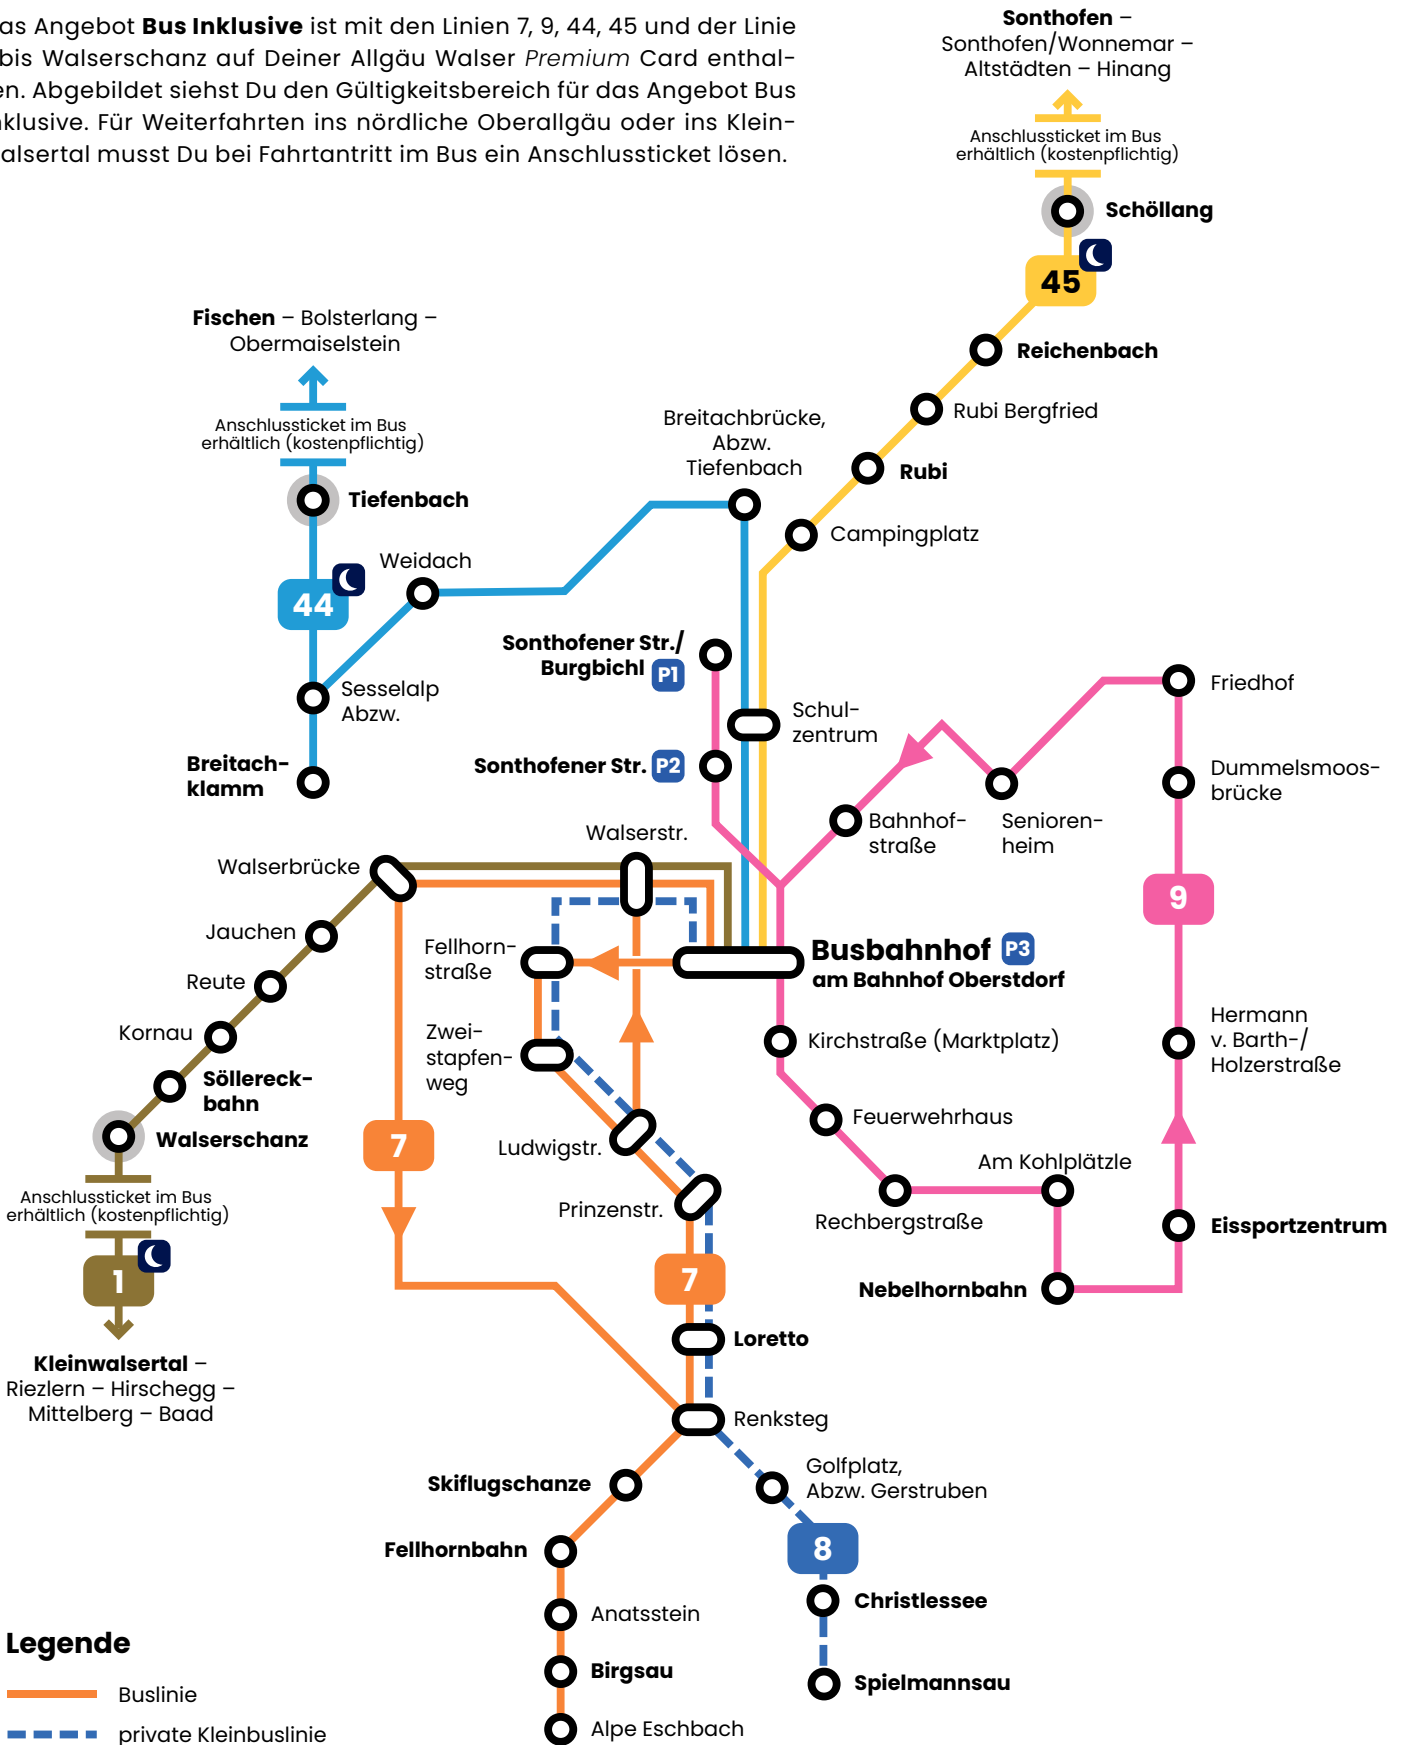 as Angebot Bus Inklusive ist mit den Linien 7, 9, 44, 45 und der Linie
bis Walserschanz auf Deiner Allgäu Walser Premium Card enthal-
en. Abgebildet siehst Du den Gültigkeitsbereich für das Angebot Bus
nklusive. Für Weiterfahrten ins nördliche Oberallgäu oder ins Klein-
alsertal musst Du bei Fahrtantritt im Bus ein Anschlussticket lösen.
Sonthofen –
Sonthofen/Wonnemar –
Altstädten – Hinang
Anschlussticket im Bus
erhältlich (kostenpflichtig)
Schöllang
45
Reichenbach
Rubi Bergfried
Rubi
Campingplatz
Fischen – Bolsterlang –
Obermaiselstein
Anschlussticket im Bus
erhältlich (kostenpflichtig)
Tiefenbach
44
Weidach
Sesselalp
Abzw.
Breitach-
klamm
Breitachbrücke,
Abzw.
Tiefenbach
Sonthofener Str./
Burgbichl P1
Sonthofener Str. P2
Schul-
zentrum
Friedhof
Dummelsmoos-
brücke
Bahnhof-
straße
Senioren-
heim
9
Walserstr.
Walserbrücke
Jauchen
Reute
Kornau
Söllereck-
bahn
Walserschanz
Anschlussticket im Bus
erhältlich (kostenpflichtig)
1
Kleinwalsertal –
Riezlern – Hirschegg –
Mittelberg – Baad
Fellhorn-
straße
Busbahnhof P3
am Bahnhof Oberstdorf
Zwei-
stapfen-
weg
Kirchstraße (Marktplatz)
Hermann
v. Barth-/
Holzerstraße
Feuerwehrhaus
Ludwigstr.
7
Am Kohlplätzle
Prinzenstr.
Rechbergstraße
Eissportzentrum
Nebelhornbahn
7
Loretto
Renksteg
Skiflugschanze
Golfplatz,
Abzw. Gerstruben
Fellhornbahn
8
Christlessee
Anatsstein
Birgsau
Spielmannsau
Alpe Eschbach
Legende
Buslinie
private Kleinbuslinie